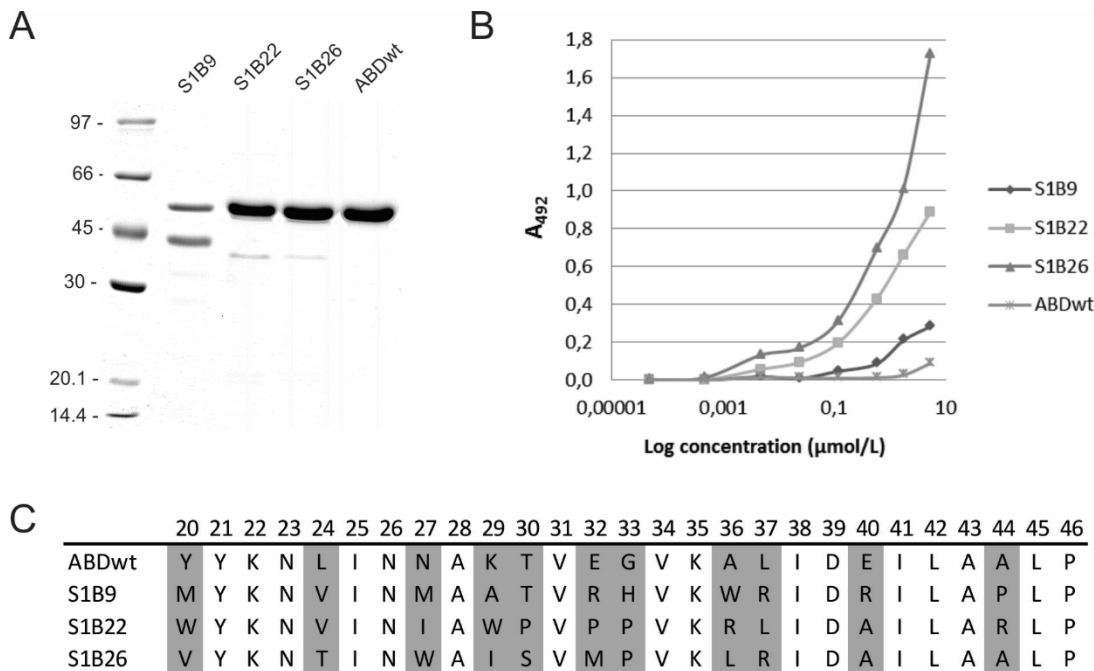 A
S1B9 S1B22 S1B26 ABDwt
97 -
66 -
45 -
30 -
20.1 -
14.4 -
B
1,8
1,6
1,4
1,2
1,0
0,8
0,6
0,4
0,2
0,0
A492
0,00001 0,001 0,1 10
Log concentration (µmol/L)
S1B9
S1B22
S1B26
ABDwt
C
20 21 22 23 24 25 26 27 28 29 30 31 32 33 34 35 36 37 38 39 40 41 42 43 44 45 46
ABDwt Y Y K N L I N N A K T V E G V K A L I D E I L A A L P
S1B9 M Y K N V I N M A A T V R H V K W R I D R I L A P L P
S1B22 W Y K N V I N I A W P V P P V K R L I D A I L A R L P
S1B26 V Y K N T I N W A I S V M P V K L R I D A I L A A L P